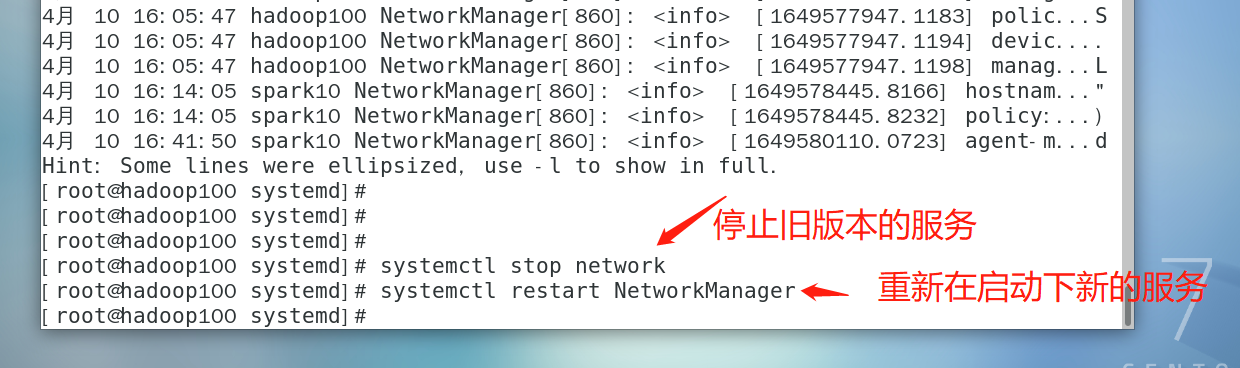 4月 10 16:05:47 hadoop100 NetworkManager[860]: <info>  [1649577947.1183] polic...S
4月 10 16:05:47 hadoop100 NetworkManager[860]: <info>  [1649577947.1194] devic....
4月 10 16:05:47 hadoop100 NetworkManager[860]: <info>  [1649577947.1198] manag...L
4月 10 16:14:05 spark10 NetworkManager[860]: <info>  [1649578445.8166] hostnam..."
4月 10 16:14:05 spark10 NetworkManager[860]: <info>  [1649578445.8232] policy:...)
4月 10 16:41:50 spark10 NetworkManager[860]: <info>  [1649580110.0723] agent-m...d
Hint: Some lines were ellipsized, use -l to show in full.
[root@hadoop100 systemd]#
[root@hadoop100 systemd]#
停止旧版本的服务
[root@hadoop100 systemd]#
[root@hadoop100 systemd]# systemctl stop network
[root@hadoop100 systemd]# systemctl restart NetworkManager
重新在启动下新的服务
[root@hadoop100 systemd]#
7